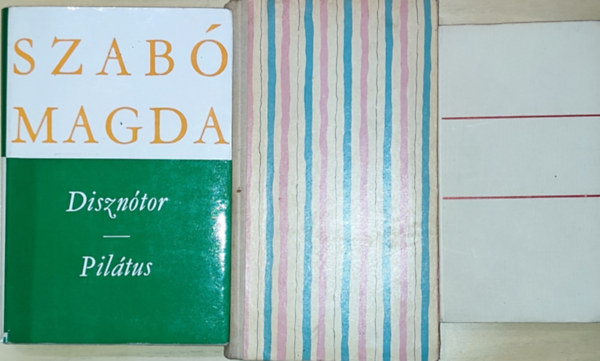 SZABÓ
MAGDA
Disznótor
—
Pilátus